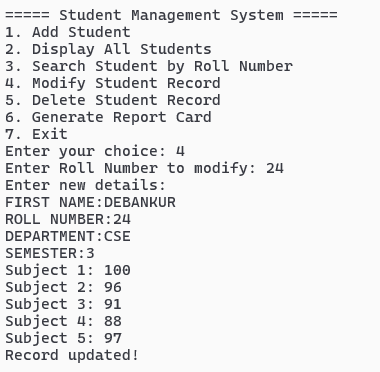 ===== Student Management System =====
1. Add Student
2. Display All Students
3. Search Student by Roll Number
4. Modify Student Record
5. Delete Student Record
6. Generate Report Card
7. Exit
Enter your choice: 4
Enter Roll Number to modify: 24
Enter new details:
FIRST NAME:DEBANKUR
ROLL NUMBER:24
DEPARTMENT:CSE
SEMESTER:3
Subject 1: 100
Subject 2: 96
Subject 3: 91
Subject 4: 88
Subject 5: 97
Record updated!